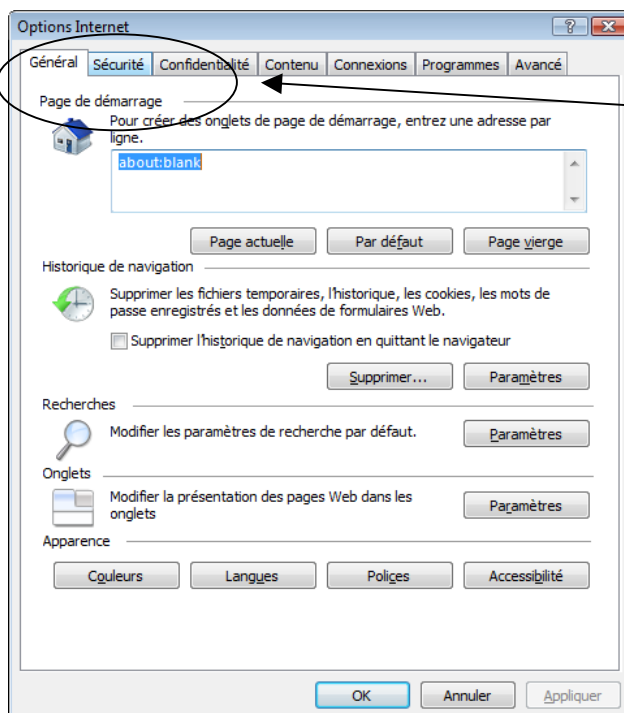 Options Internet
Général Sécurité Confidentialité Contenu Connexions Programmes Avancé
Page de démarrage
Pour créer des onglets de page de démarrage, entrez une adresse par
ligne.
about:blank
Page actuelle Par défaut Page vierge
Historique de navigation
Supprimer les fichiers temporaires, l'historique, les cookies, les mots de
passe enregistrés et les données de formulaires Web.
Supprimer l'historique de navigation en quittant le navigateur
Supprimer... Paramètres
Recherches
Modifier les paramètres de recherche par défaut.
Paramètres
Onglets
Modifier la présentation des pages Web dans les
onglets
Paramètres
Apparence
Couleurs Langues Polices Accessibilité
OK Annuler Appliquer